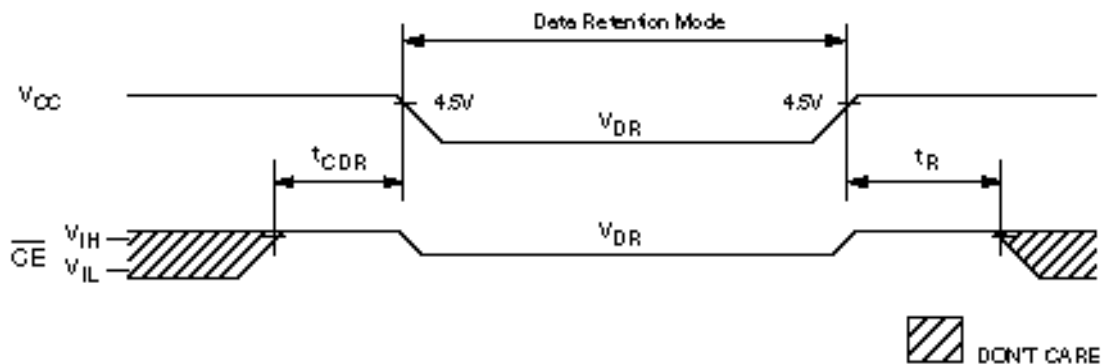 Data Retention Mode
VCC
4.5V
VDR
4.5V
tCDR
tR
CE
VIH
VIL
VDR
DON'T CARE